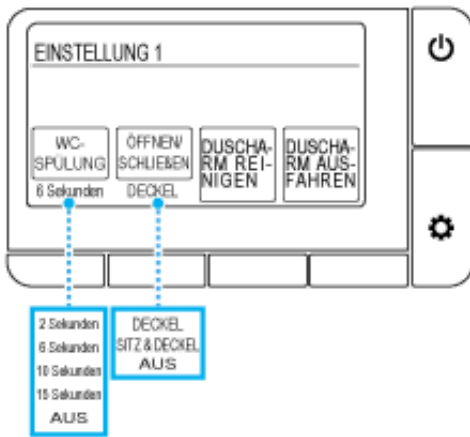 EINSTELLUNG 1
WC-
SPÜLUNG
ÖFFNEN/
SCHLIEßEN
DUSCHA-
RM REI-
NIGEN
DUSCHA-
RM AUS-
FAHREN
6 Sekunden
DECKEL
2 Sekunden
6 Sekunden
10 Sekunden
15 Sekunden
AUS
DECKEL
SITZ & DECKEL
AUS